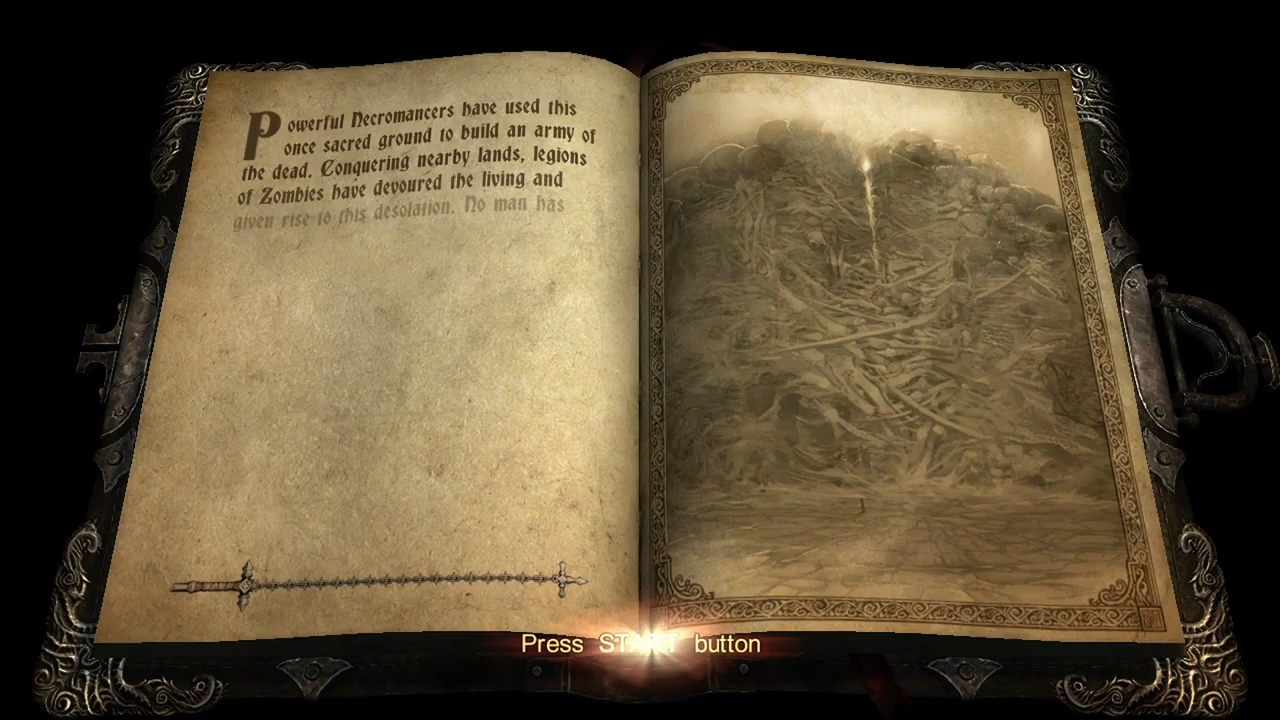 Powerful Necromancers have used this
once sacred ground to build an army of
the dead. Conquering nearby lands, legions
of Zombies have devoured the living and
given rise to this desolation. No man has
Press START button